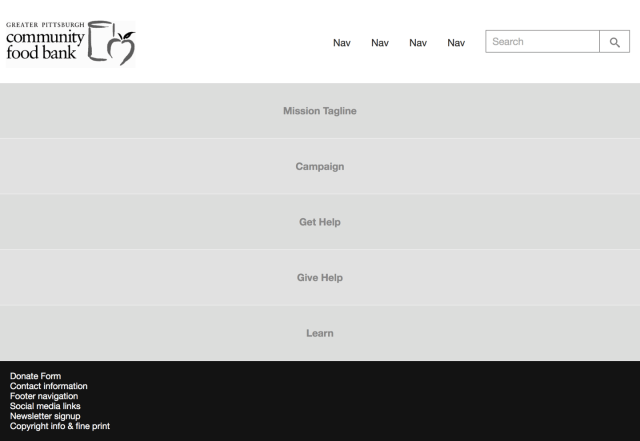 GREATER PITTSBURGH
community
food bank
Nav Nav Nav Nav Search
Mission Tagline
Campaign
Get Help
Give Help
Learn
Donate Form
Contact information
Footer navigation
Social media links
Newsletter signup
Copyright info & fine print